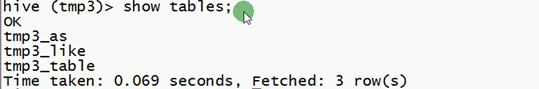 hive (tmp3)> show tables;
OK
tmp3_as
tmp3_like
tmp3_table
Time taken: 0.069 seconds, Fetched: 3 row(s)